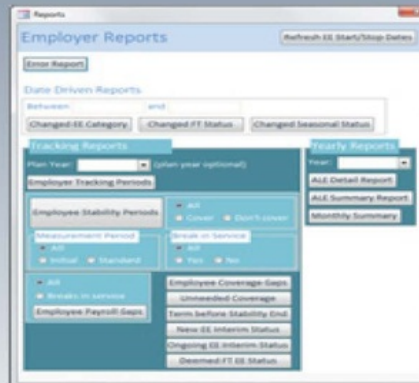 Reports
Employer Reports
Refresh EE Start/Stop Dates
Error Report
Date Driven Reports
Between and
Changed EE Category
Changed FT Status
Changed Seasonal Status
Tracking Reports
Plan Year: (plan year optional)
Employer Tracking Periods
Yearly Reports
Year:
ALE Detail Report
ALE Summary Report
Monthly Summary
Employee Stability Periods
All
Cover Don't cover
Measurement Period
All
Initial Standard
Break in Service
All
Yes No
All
Breaks in service
Employee Payroll Gaps
Employee Coverage Gaps
Unneeded Coverage
Term before Stability End
New EE Interim Status
Ongoing EE Interim Status
Deemed FT EE Status